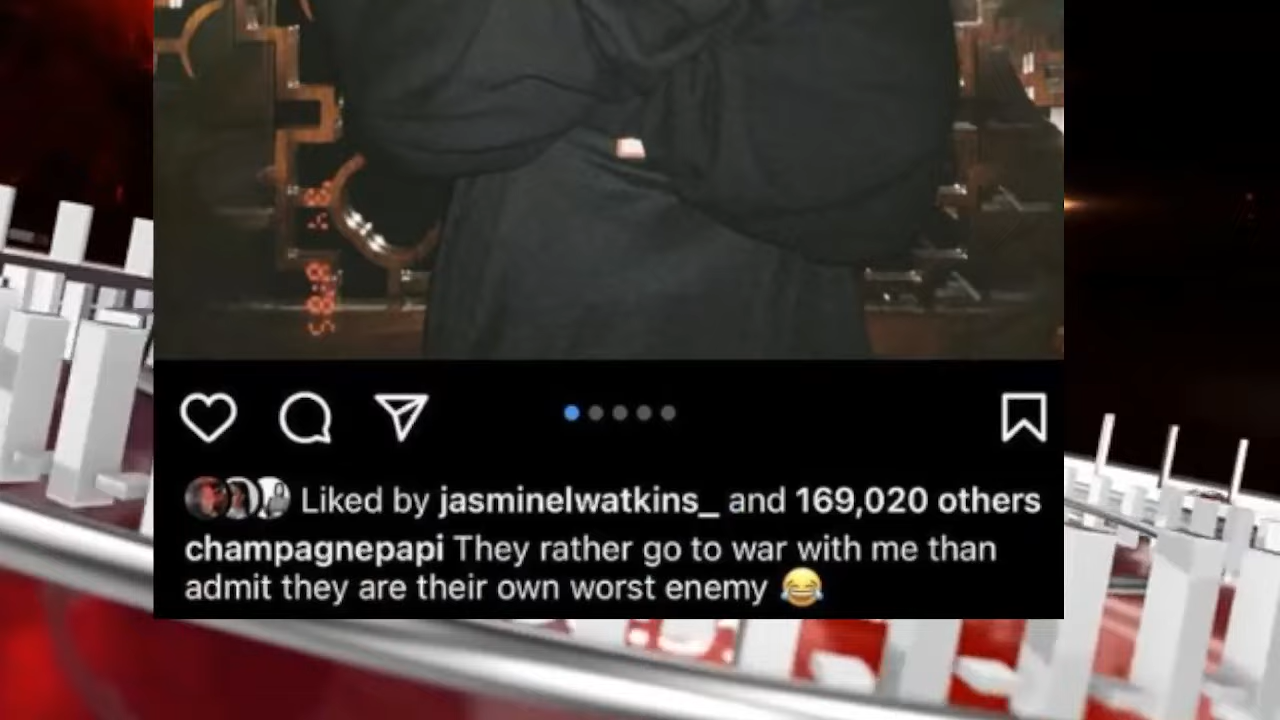 Liked by jasminelwatkins_ and 169,020 others
champagnepapi They rather go to war with me than
admit they are their own worst enemy 😂